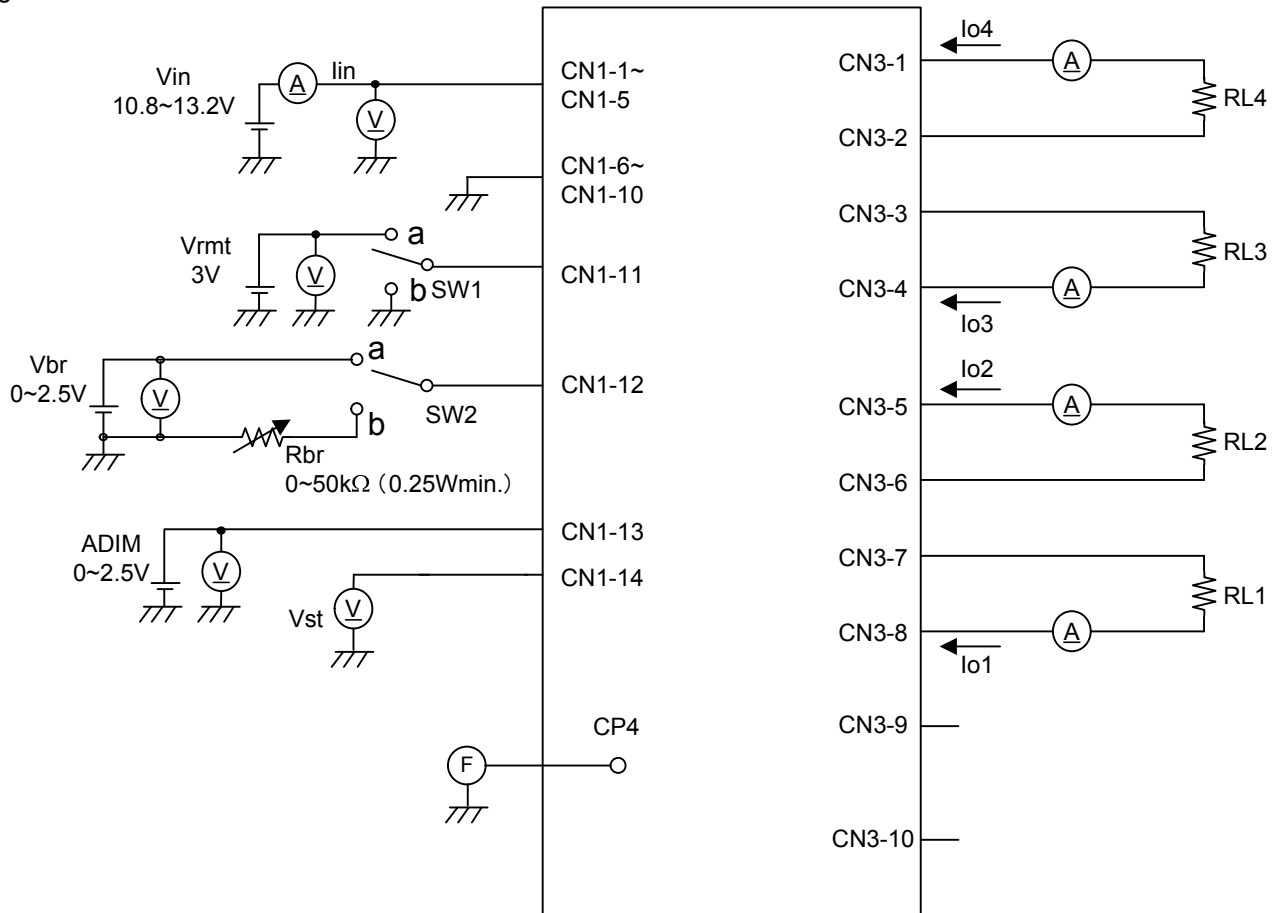 Vin
10.8~13.2V
A
Iin
V
CN1-1~
CN1-5
CN1-6~
CN1-10
Vrmt
3V
V
a
b
SW1
CN1-11
Vbr
0~2.5V
V
a
b
SW2
CN1-12
Rbr
0~50kΩ（0.25Wmin.）
ADIM
0~2.5V
V
CN1-13
CN1-14
Vst
V
F
CP4
CN3-1
Io4
A
RL4
CN3-2
CN3-3
RL3
CN3-4
A
Io3
Io2
CN3-5
A
RL2
CN3-6
CN3-7
RL1
CN3-8
A
Io1
CN3-9
CN3-10